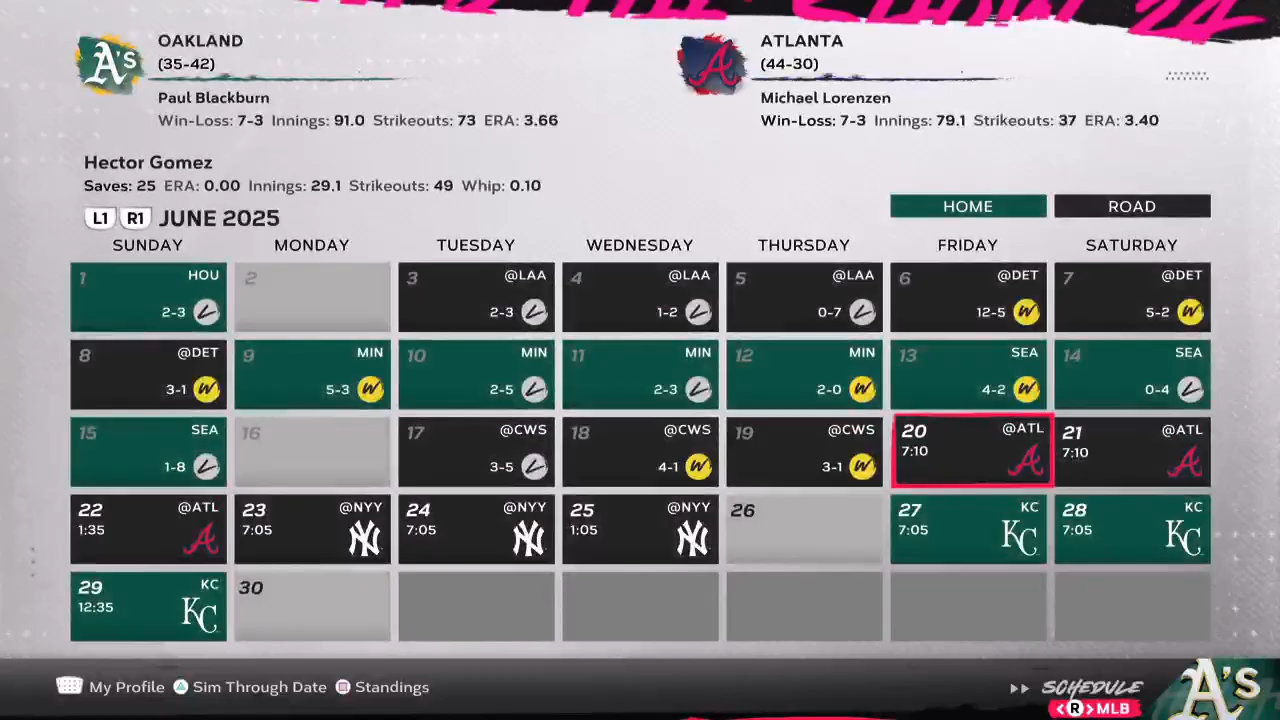 THE SHOW 24
OAKLAND
(35-42)
Paul Blackburn
Win-Loss: 7-3 Innings: 91.0 Strikeouts: 73 ERA: 3.66
ATLANTA
(44-30)
Michael Lorenzen
Win-Loss: 7-3 Innings: 79.1 Strikeouts: 37 ERA: 3.40
Hector Gomez
Saves: 25 ERA: 0.00 Innings: 29.1 Strikeouts: 49 Whip: 0.10
L1 R1 JUNE 2025
HOME ROAD
SUNDAY MONDAY TUESDAY WEDNESDAY THURSDAY FRIDAY SATURDAY
1 HOU 2 3 @LAA 4 @LAA 5 @LAA 6 @DET 7 @DET
2-3 L 2-3 L 1-2 L 0-7 L 12-5 W 5-2 W
8 @DET 9 MIN 10 MIN 11 MIN 12 MIN 13 SEA 14 SEA
3-1 W 5-3 W 2-5 L 2-3 L 2-0 W 4-2 W 0-4 L
15 SEA 16 17 @CWS 18 @CWS 19 @CWS 20 @ATL 21 @ATL
1-8 L 3-5 L 4-1 W 3-1 W 7:10 A 7:10 A
22 @ATL 23 @NYY 24 @NYY 25 @NYY 26 27 KC 28 KC
1:35 A 7:05 NY 7:05 NY 1:05 NY 7:05 KC 7:05 KC
29 KC 30
12:35 KC
My Profile Sim Through Date Standings
SCHEDULE
R MLB
A's